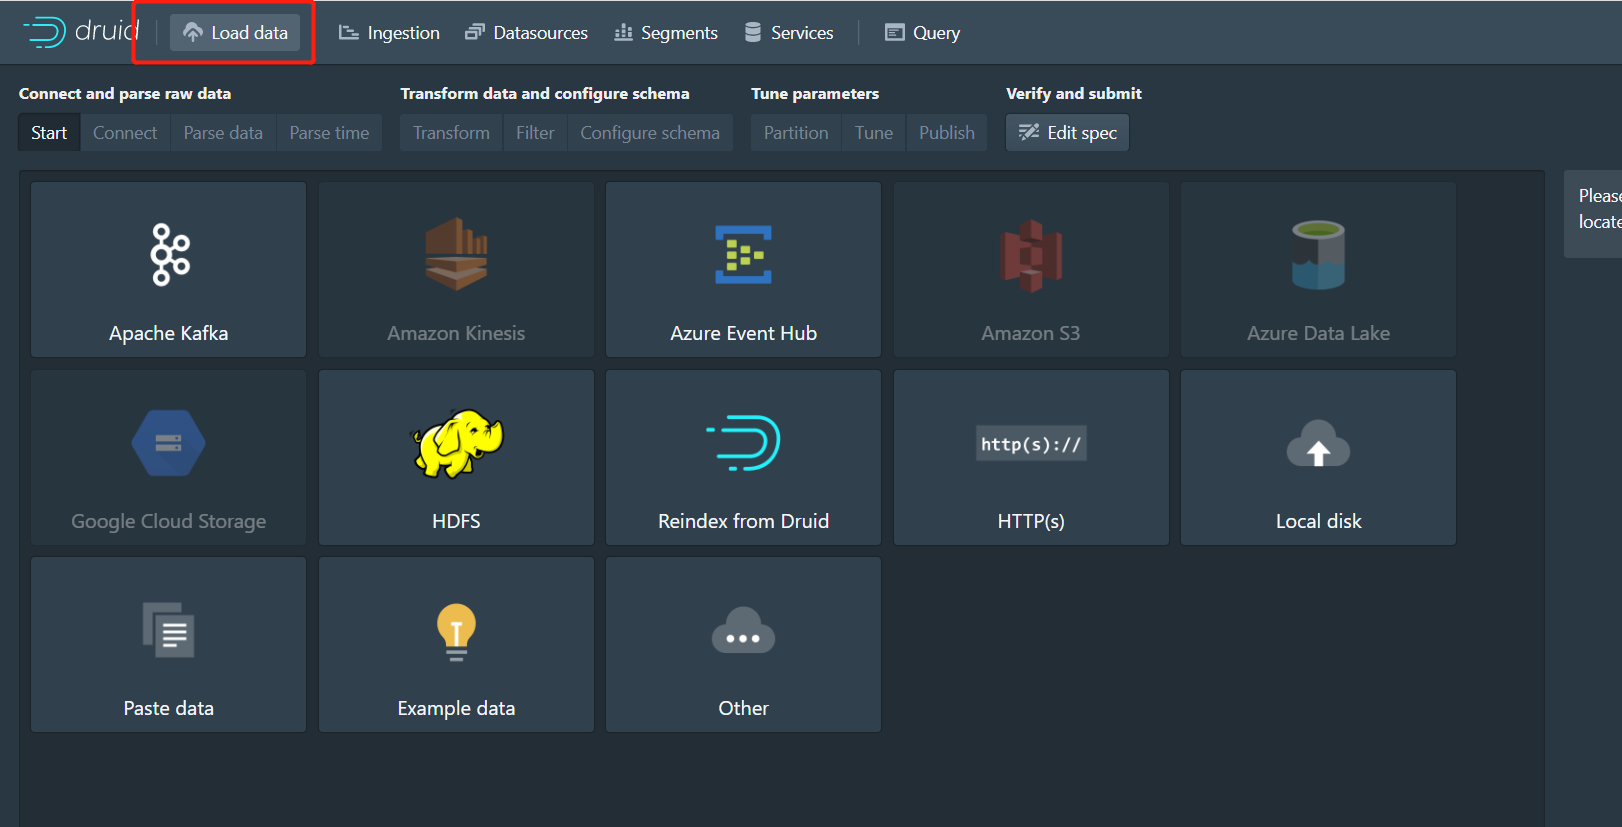 druid Load data Ingestion Datasources Segments Services Query
Connect and parse raw data Transform data and configure schema Tune parameters Verify and submit
Start Connect Parse data Parse time Transform Filter Configure schema Partition Tune Publish Edit spec
Please
locate
Apache Kafka Amazon Kinesis Azure Event Hub Amazon S3 Azure Data Lake
http(s)://
Google Cloud Storage HDFS Reindex from Druid HTTP(s) Local disk
Paste data Example data Other